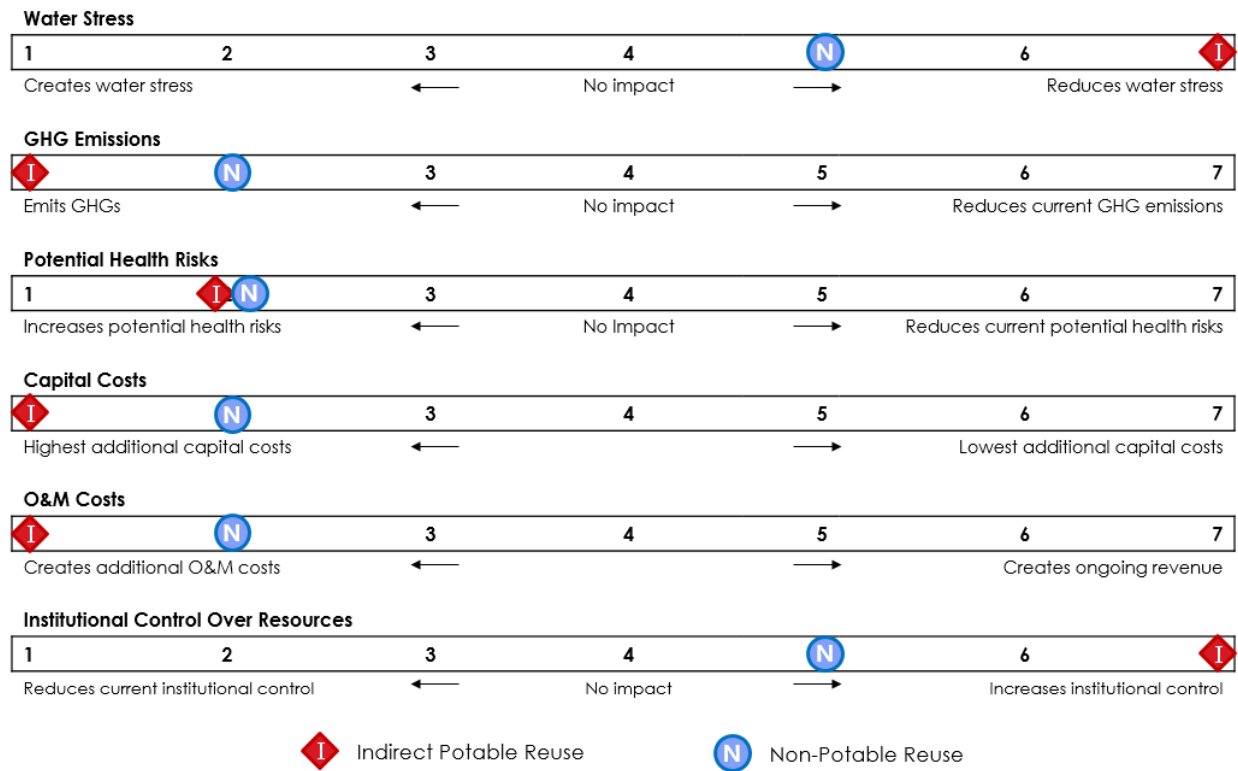 Water Stress
1 2 3 4 N 6 I
Creates water stress ← No impact → Reduces water stress
GHG Emissions
I N 3 4 5 6 7
Emits GHGs ← No impact → Reduces current GHG emissions
Potential Health Risks
1 I N 3 4 5 6 7
Increases potential health risks ← No Impact → Reduces current potential health risks
Capital Costs
I N 3 4 5 6 7
Highest additional capital costs ← → Lowest additional capital costs
O&M Costs
I N 3 4 5 6 7
Creates additional O&M costs ← → Creates ongoing revenue
Institutional Control Over Resources
1 2 3 4 N 6 I
Reduces current institutional control ← No impact → Increases institutional control
I Indirect Potable Reuse N Non-Potable Reuse